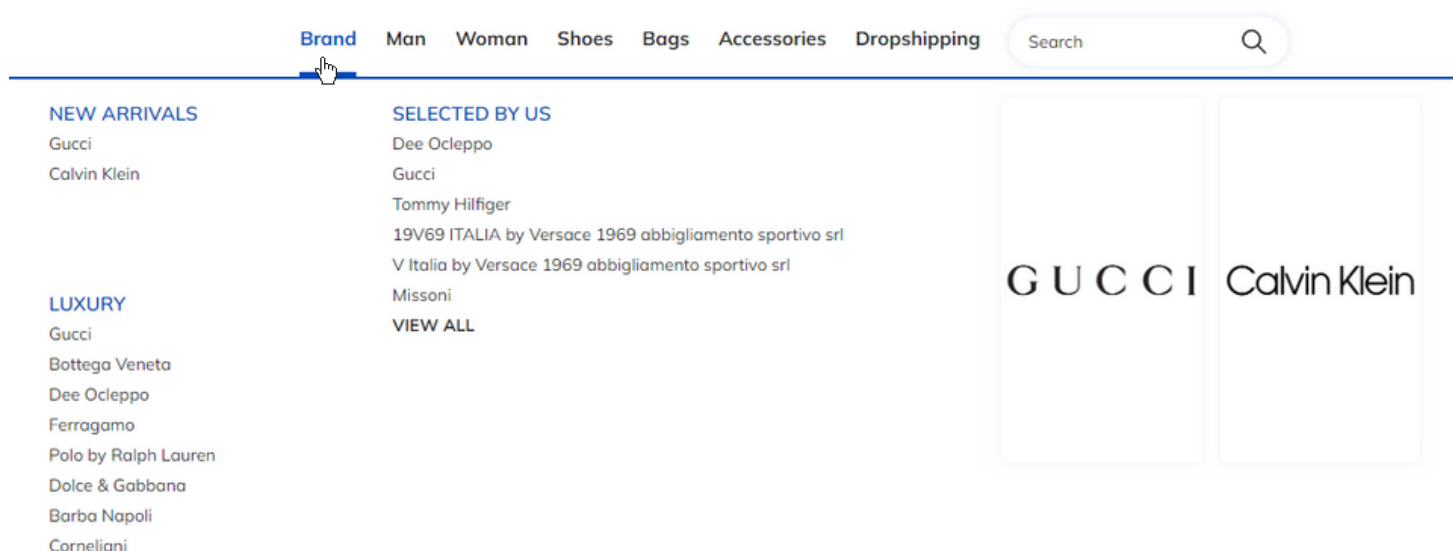 Brand Man Woman Shoes Bags Accessories Dropshipping Search
NEW ARRIVALS
Gucci
Calvin Klein
LUXURY
Gucci
Bottega Veneta
Dee Ocleppo
Ferragamo
Polo by Ralph Lauren
Dolce & Gabbana
Barba Napoli
Corneliani
SELECTED BY US
Dee Ocleppo
Gucci
Tommy Hilfiger
19V69 ITALIA by Versace 1969 abbigliamento sportivo srl
V Italia by Versace 1969 abbigliamento sportivo srl
Missoni
VIEW ALL
GUCCI
Calvin Klein